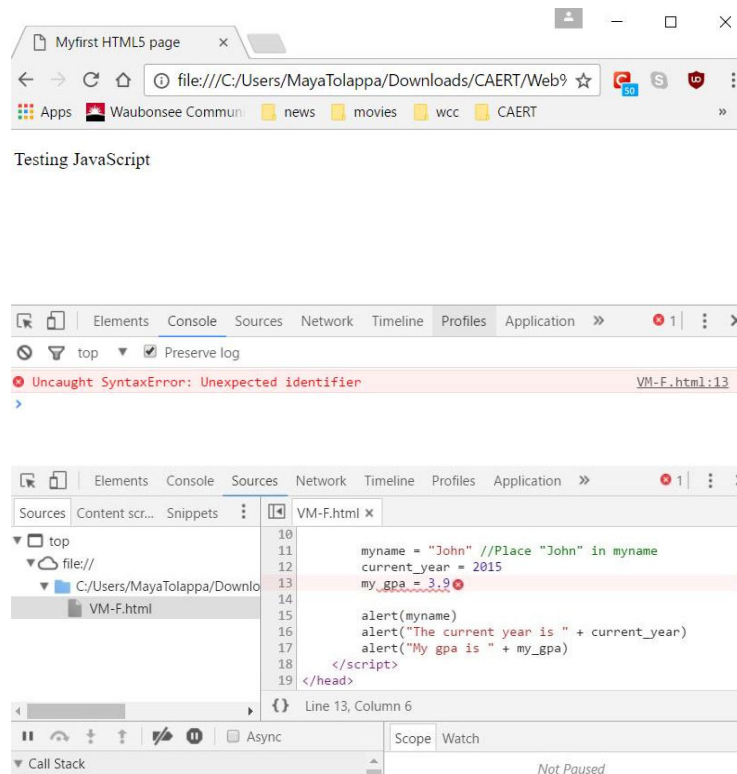 Myfirst HTML5 page
file:///C:/Users/MayaTolappa/Downloads/CAERT/Web%
50
S
Apps Waubonsee Commun news movies wcc CAERT »
Testing JavaScript
Elements Console Sources Network Timeline Profiles Application » 1
top Preserve log
Uncaught SyntaxError: Unexpected identifier VM-F.html:13
Elements Console Sources Network Timeline Profiles Application » 1
Sources Content scr... Snippets VM-F.html ×
top
file://
C:/Users/MayaTolappa/Downlo
VM-F.html
10
11 myname = "John" //Place "John" in myname
12 current_year = 2015
13 my gpa = 3.9
14
15 alert(myname)
16 alert("The current year is " + current_year)
17 alert("My gpa is " + my_gpa)
18 </script>
19 </head>
{} Line 13, Column 6
Async Scope Watch
Call Stack Not Paused